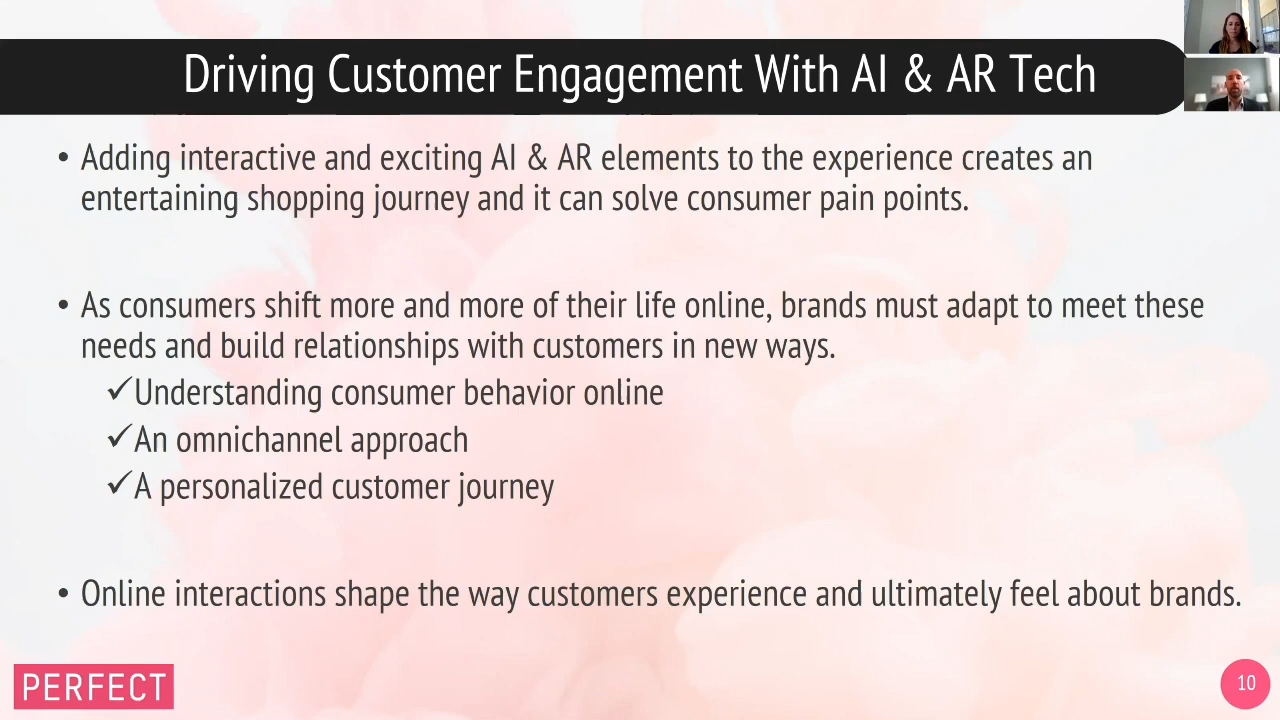 Driving Customer Engagement With AI & AR Tech
• Adding interactive and exciting AI & AR elements to the experience creates an
entertaining shopping journey and it can solve consumer pain points.
• As consumers shift more and more of their life online, brands must adapt to meet these
needs and build relationships with customers in new ways.
✓Understanding consumer behavior online
✓An omnichannel approach
✓A personalized customer journey
• Online interactions shape the way customers experience and ultimately feel about brands.
PERFECT
10